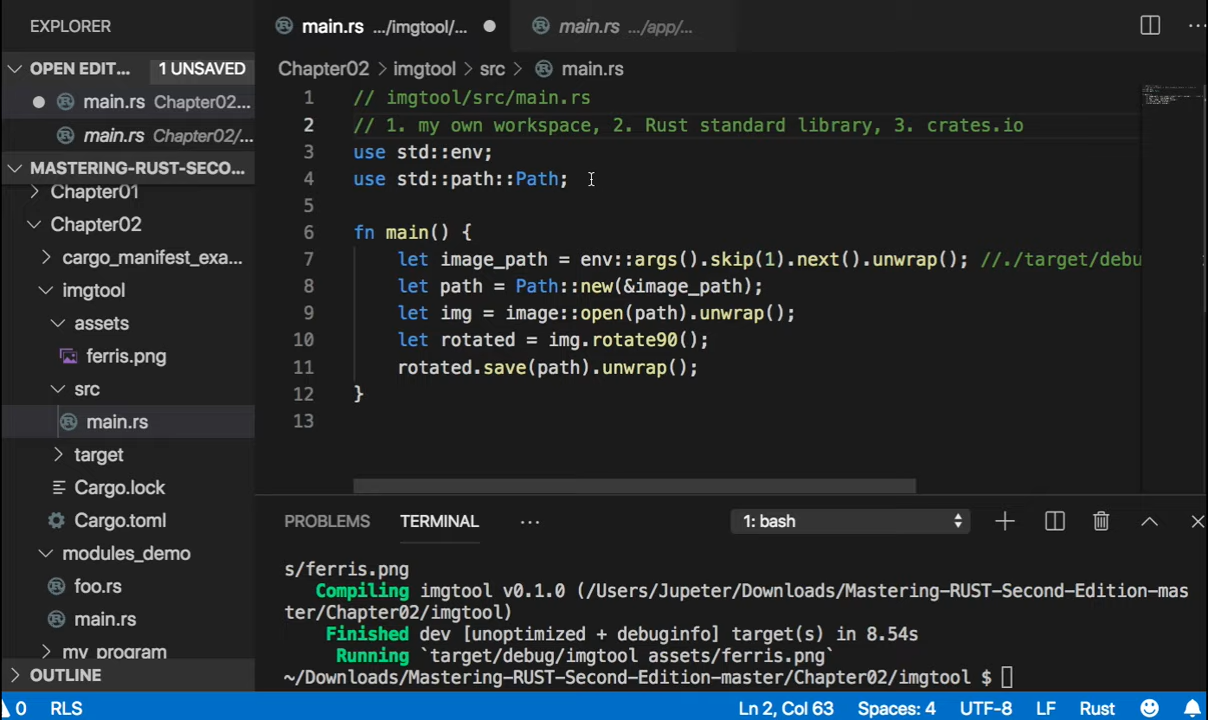 EXPLORER
main.rs .../imgtool/...
main.rs .../app/...
OPEN EDIT... 1 UNSAVED
main.rs Chapter02...
main.rs Chapter02/...
MASTERING-RUST-SECO...
Chapter01
Chapter02
cargo_manifest_exa...
imgtool
assets
ferris.png
src
main.rs
target
Cargo.lock
Cargo.toml
modules_demo
foo.rs
main.rs
my_program
OUTLINE
Chapter02 > imgtool > src > main.rs
1 // imgtool/src/main.rs
2 // 1. my own workspace, 2. Rust standard library, 3. crates.io
3 use std::env;
4 use std::path::Path;
5
6 fn main() {
7 let image_path = env::args().skip(1).next().unwrap(); //./target/debu
8 let path = Path::new(&image_path);
9 let img = image::open(path).unwrap();
10 let rotated = img.rotate90();
11 rotated.save(path).unwrap();
12 }
13
PROBLEMS TERMINAL ... 1: bash
s/ferris.png
Compiling imgtool v0.1.0 (/Users/Jupeter/Downloads/Mastering-RUST-Second-Edition-mas
ter/Chapter02/imgtool)
Finished dev [unoptimized + debuginfo] target(s) in 8.54s
Running `target/debug/imgtool assets/ferris.png`
~/Downloads/Mastering-RUST-Second-Edition-master/Chapter02/imgtool $
0 RLS Ln 2, Col 63 Spaces: 4 UTF-8 LF Rust